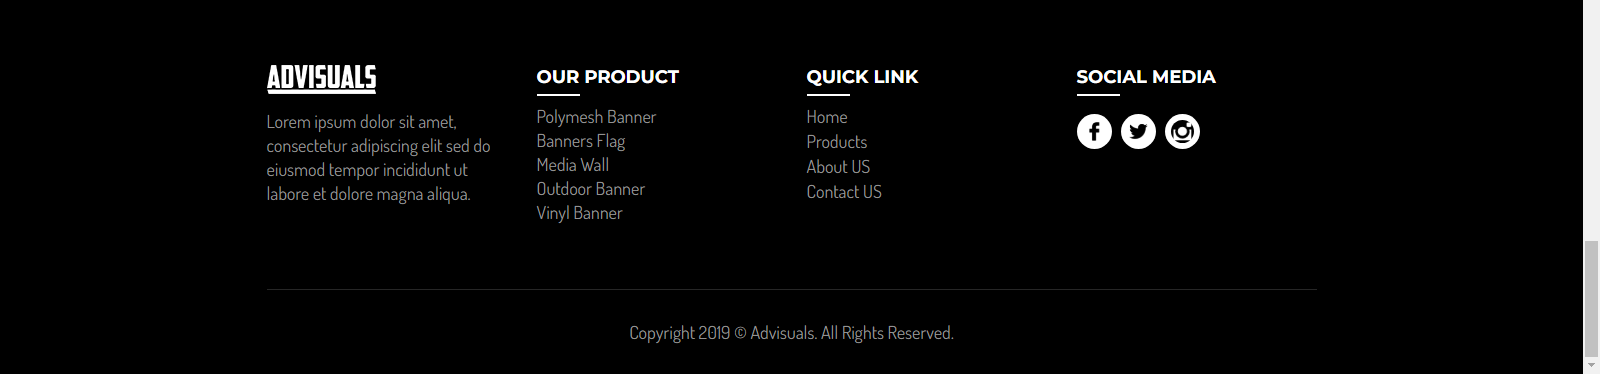 ADVISUALS
Lorem ipsum dolor sit amet,
consectetur adipiscing elit sed do
eiusmod tempor incididunt ut
labore et dolore magna aliqua.
OUR PRODUCT
Polymesh Banner
Banners Flag
Media Wall
Outdoor Banner
Vinyl Banner
QUICK LINK
Home
Products
About US
Contact US
SOCIAL MEDIA
Copyright 2019 © Advisuals. All Rights Reserved.